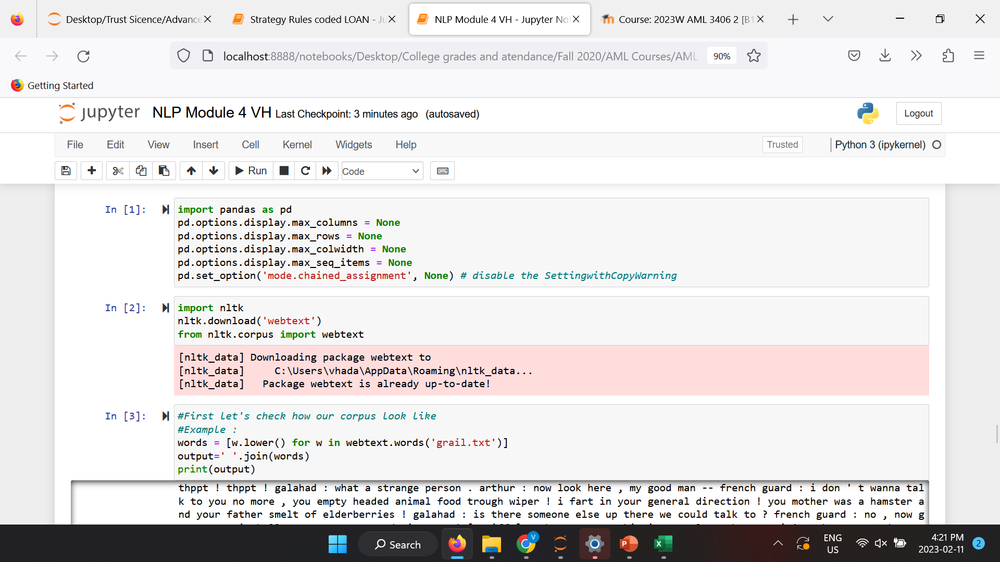 Desktop/Trust Sicence/Advance
Strategy Rules coded LOAN - Ju
NLP Module 4 VH - Jupyter No
Course: 2023W AML 3406 2 [B1
localhost:8888/notebooks/Desktop/College grades and atendance/Fall 2020/AML Courses/AML
90%
Getting Started
jupyter NLP Module 4 VH Last Checkpoint: 3 minutes ago (autosaved)
Logout
File Edit View Insert Cell Kernel Widgets Help
Trusted
Python 3 (ipykernel)
Run
Code
In [1]:
import pandas as pd
pd.options.display.max_columns = None
pd.options.display.max_rows = None
pd.options.display.max_colwidth = None
pd.options.display.max_seq_items = None
pd.set_option('mode.chained_assignment', None) # disable the SettingwithCopyWarning
In [2]:
import nltk
nltk.download('webtext')
from nltk.corpus import webtext
[nltk_data] Downloading package webtext to
[nltk_data]     C:\Users\vhada\AppData\Roaming\nltk_data...
[nltk_data]   Package webtext is already up-to-date!
In [3]:
#First let's check how our corpus look like
#Example :
words = [w.lower() for w in webtext.words('grail.txt')]
output=' '.join(words)
print(output)
thppt ! thppt ! galahad : what a strange person . arthur : now look here , my good man -- french guard : i don ' t wanna tal
k to you no more , you empty headed animal food trough wiper ! i fart in your general direction ! you mother was a hamster a
nd your father smelt of elderberries ! galahad : is there someone else up there we could talk to ? french guard : no , now g
Search
V
P
X
ENG
US
4:21 PM
2023-02-11
2